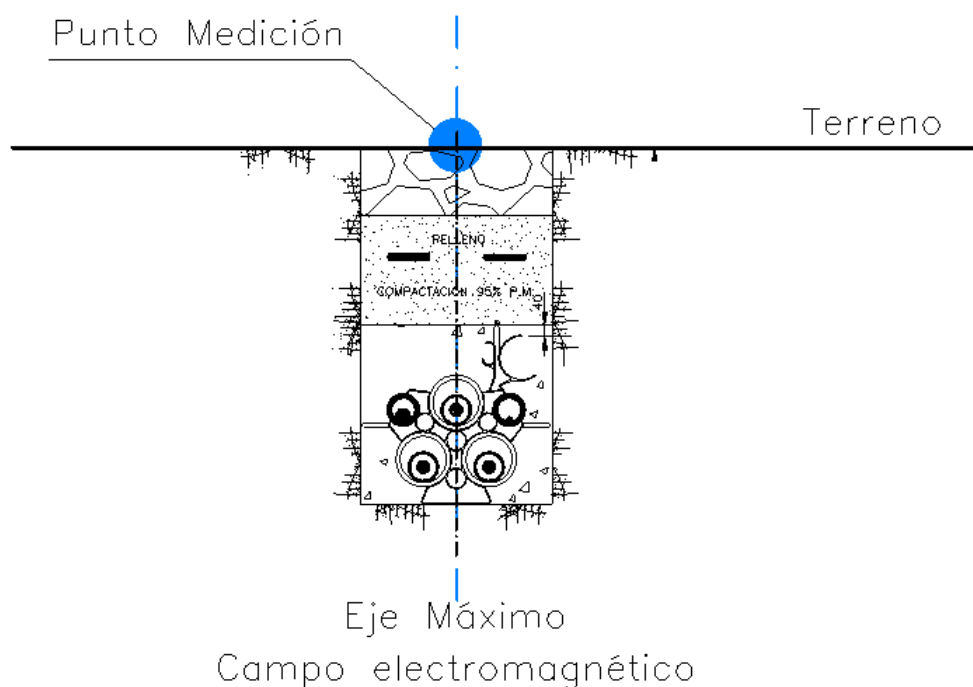 Punto Medición
Terreno
RELLENO
COMPACTACION 95% P.M.
40
Eje Máximo
Campo electromagnético